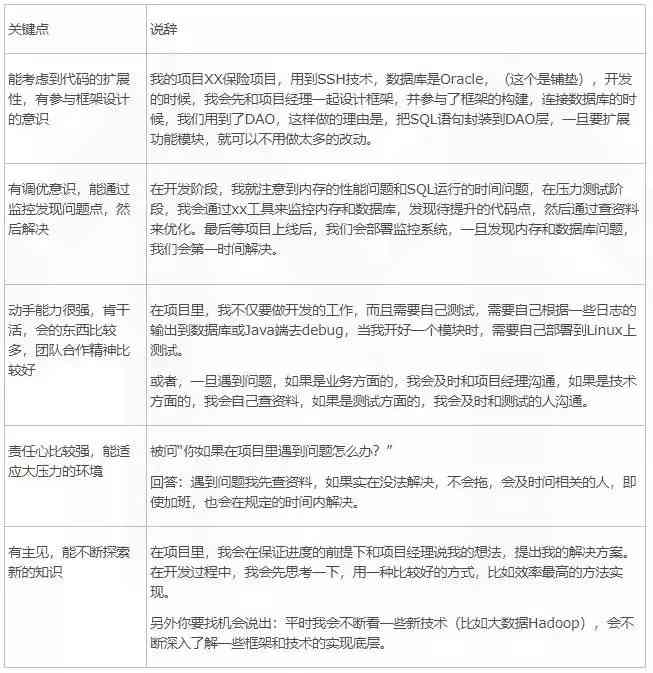 关键点
说辞
能考虑到代码的扩展
性，有参与框架设计
的意识
我的项目XX保险项目，用到SSH技术，数据库是Oracle，（这个是铺垫），开发
的时候，我会先和项目经理一起设计框架，并参与了框架的构建，连接数据库的时
候，我们用到了DAO，这样做的理由是，把SQL语句封装到DAO层，一旦要扩展
功能模块，就可以不用做太多的改动。
有调优意识，能通过
监控发现问题点，然
后解决
在开发阶段，我就注意到内存的性能问题和SQL运行的时间问题，在压力测试阶
段，我会通过xx工具来监控内存和数据库，发现待提升的代码点，然后通过查资料
来优化。最后等项目上线后，我们会部署监控系统，一旦发现内存和数据库问题，
我们会第一时间解决。
动手能力很强，肯干
活，会的东西比较
多，团队合作精神比
较好
在项目里，我不仅要做开发的工作，而且需要自己测试，需要自己根据一些日志的
输出到数据库或Java端去debug，当我开好一个模块时，需要自己部署到Linux上
测试。
或者，一旦遇到问题，如果是业务方面的，我会及时和项目经理沟通，如果是技术
方面的，我会自己查资料，如果是测试方面的，我会及时和测试的人沟通。
责任心比较强，能适
应大压力的环境
被问“你如果在项目里遇到问题怎么办？”
回答：遇到问题我先查资料，如果实在没法解决，不会拖，会及时问相关的人，即
使加班，也会在规定的时间内解决。
有主见，能不断探索
新的知识
在项目里，我会在保证进度的前提下和项目经理说我的想法，提出我的解决方案。
在开发过程中，我会先思考一下，用一种比较好的方式，比如效率最高的方法实
现。
另外你要找机会说出：平时我会不断看一些新技术（比如大数据Hadoop），会不
断深入了解一些框架和技术的实现底层。